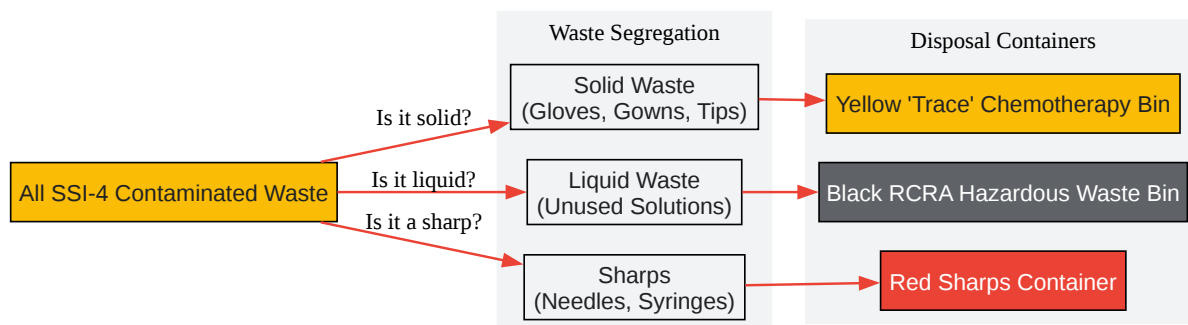 Waste Segregation
Disposal Containers
Solid Waste
(Gloves, Gowns, Tips)
Yellow 'Trace' Chemotherapy Bin
Is it solid?
All SSI-4 Contaminated Waste
Is it liquid?
Liquid Waste
(Unused Solutions)
Black RCRA Hazardous Waste Bin
Is it a sharp?
Sharps
(Needles, Syringes)
Red Sharps Container